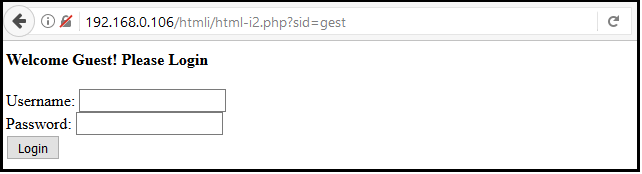 192.168.0.106/htmli/html-i2.php?sid=gest
Welcome Guest! Please Login
Username:
Password:
Login